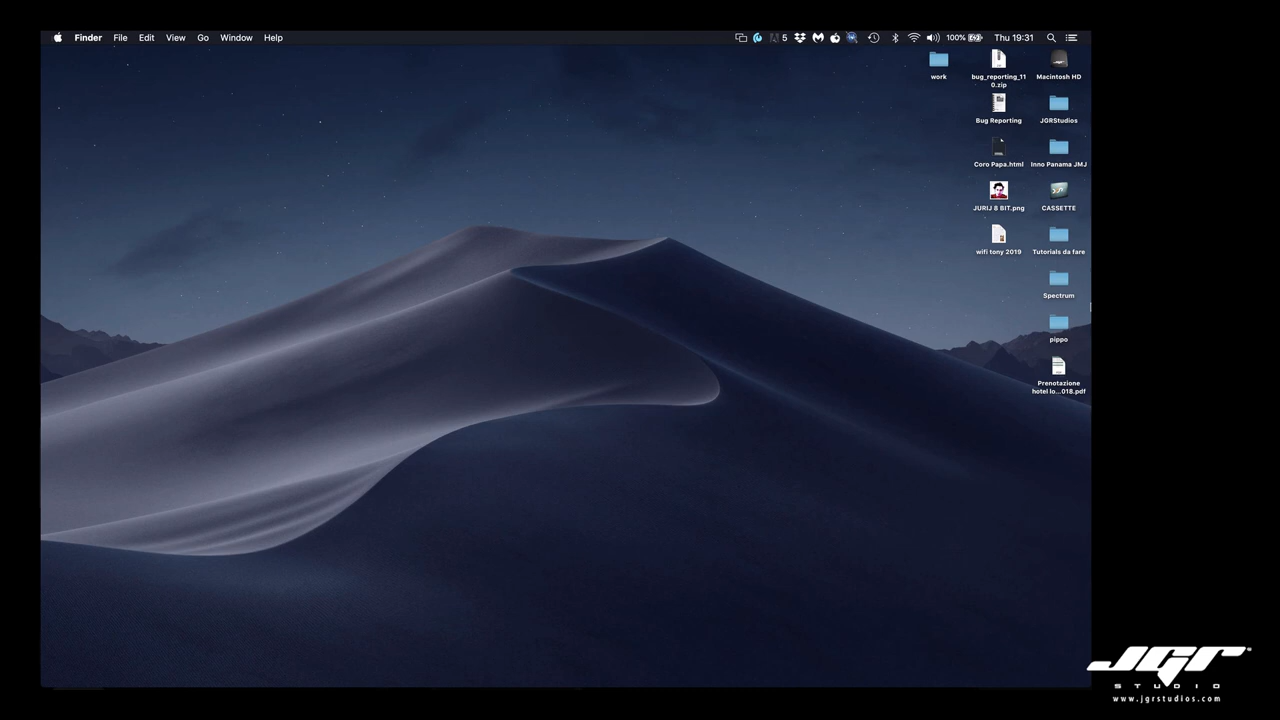 Finder File Edit View Go Window Help
5 100% Thu 19:31
work
bug_reporting_11
0.zip
Macintosh HD
Bug Reporting
JGRStudios
Coro Papa.html
Inno Panama JMJ
JURIJ 8 BIT.png
CASSETTE
wifi tony 2019
Tutorials da fare
Spectrum
pippo
Prenotazione
hotel lo...018.pdf
JGR
STUDIO
www.jgrstudios.com